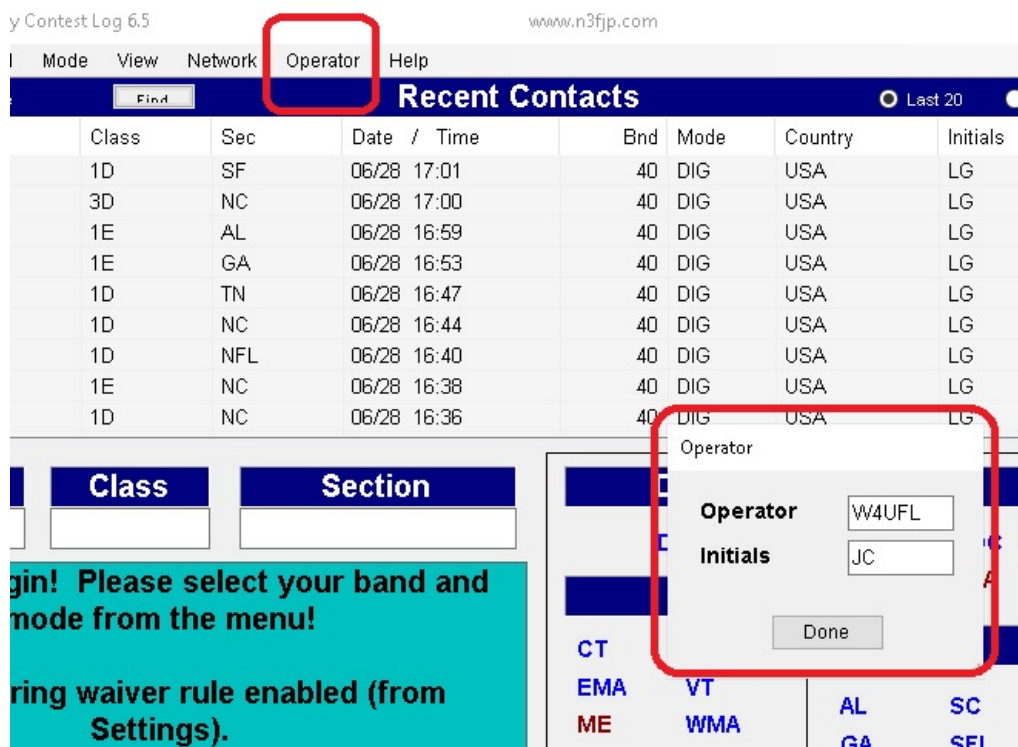 y Contest Log 6.5 www.n3fjp.com
Mode View Network Operator Help
Find Recent Contacts Last 20
Class Sec Date / Time Bnd Mode Country Initials
1D SF 06/28 17:01 40 DIG USA LG
3D NC 06/28 17:00 40 DIG USA LG
1E AL 06/28 16:59 40 DIG USA LG
1E GA 06/28 16:53 40 DIG USA LG
1D TN 06/28 16:47 40 DIG USA LG
1D NC 06/28 16:44 40 DIG USA LG
1D NFL 06/28 16:40 40 DIG USA LG
1E NC 06/28 16:38 40 DIG USA LG
1D NC 06/28 16:36 40 DIG USA LG
Class Section
gin! Please select your band and
mode from the menu!
ring waiver rule enabled (from
Settings).
Operator
Operator W4UFL
Initials JC
Done
CT
EMA VT
ME WMA
AL SC
GA SFL